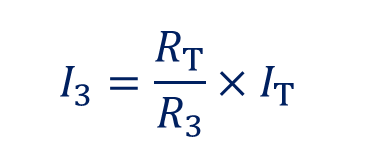 I₃ = R_T / R₃ × I_T